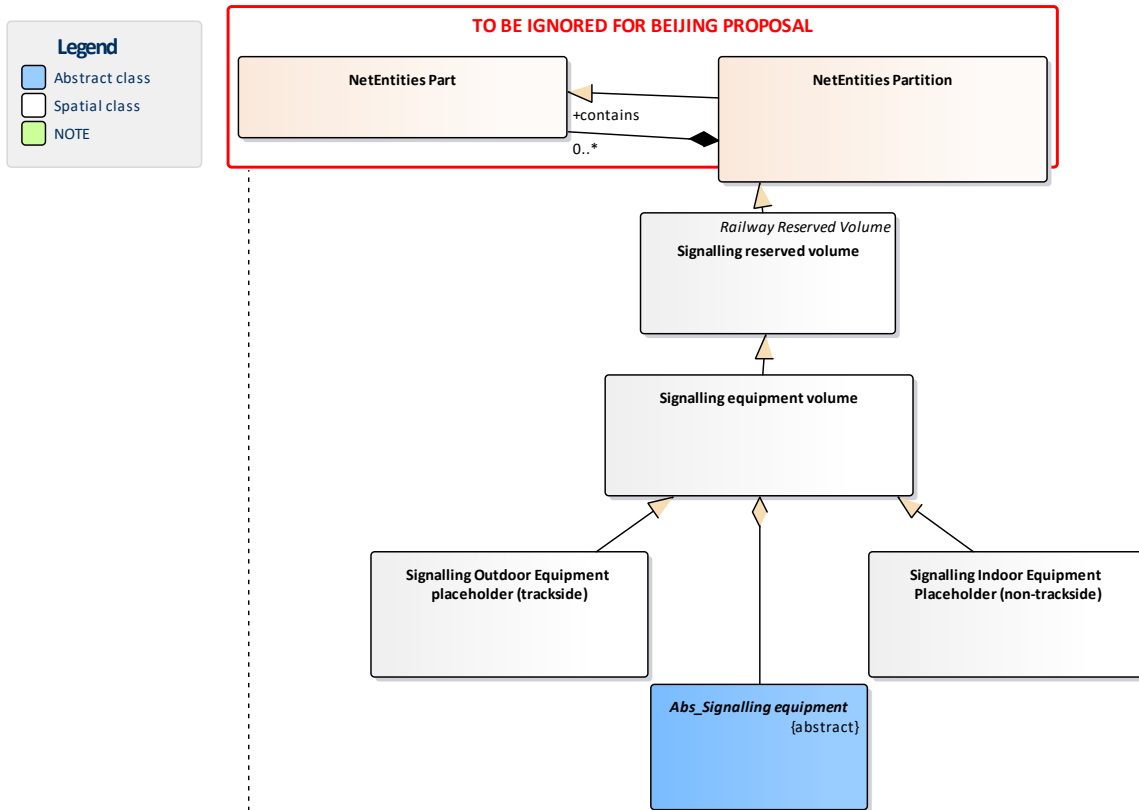 TO BE IGNORED FOR BEIJING PROPOSAL
Legend
Abstract class
Spatial class
NOTE
NetEntities Part
NetEntities Partition
+contains
0..*
Railway Reserved Volume
Signalling reserved volume
Signalling equipment volume
Signalling Outdoor Equipment
placeholder (trackside)
Signalling Indoor Equipment
Placeholder (non-trackside)
Abs_Signalling equipment
{abstract}